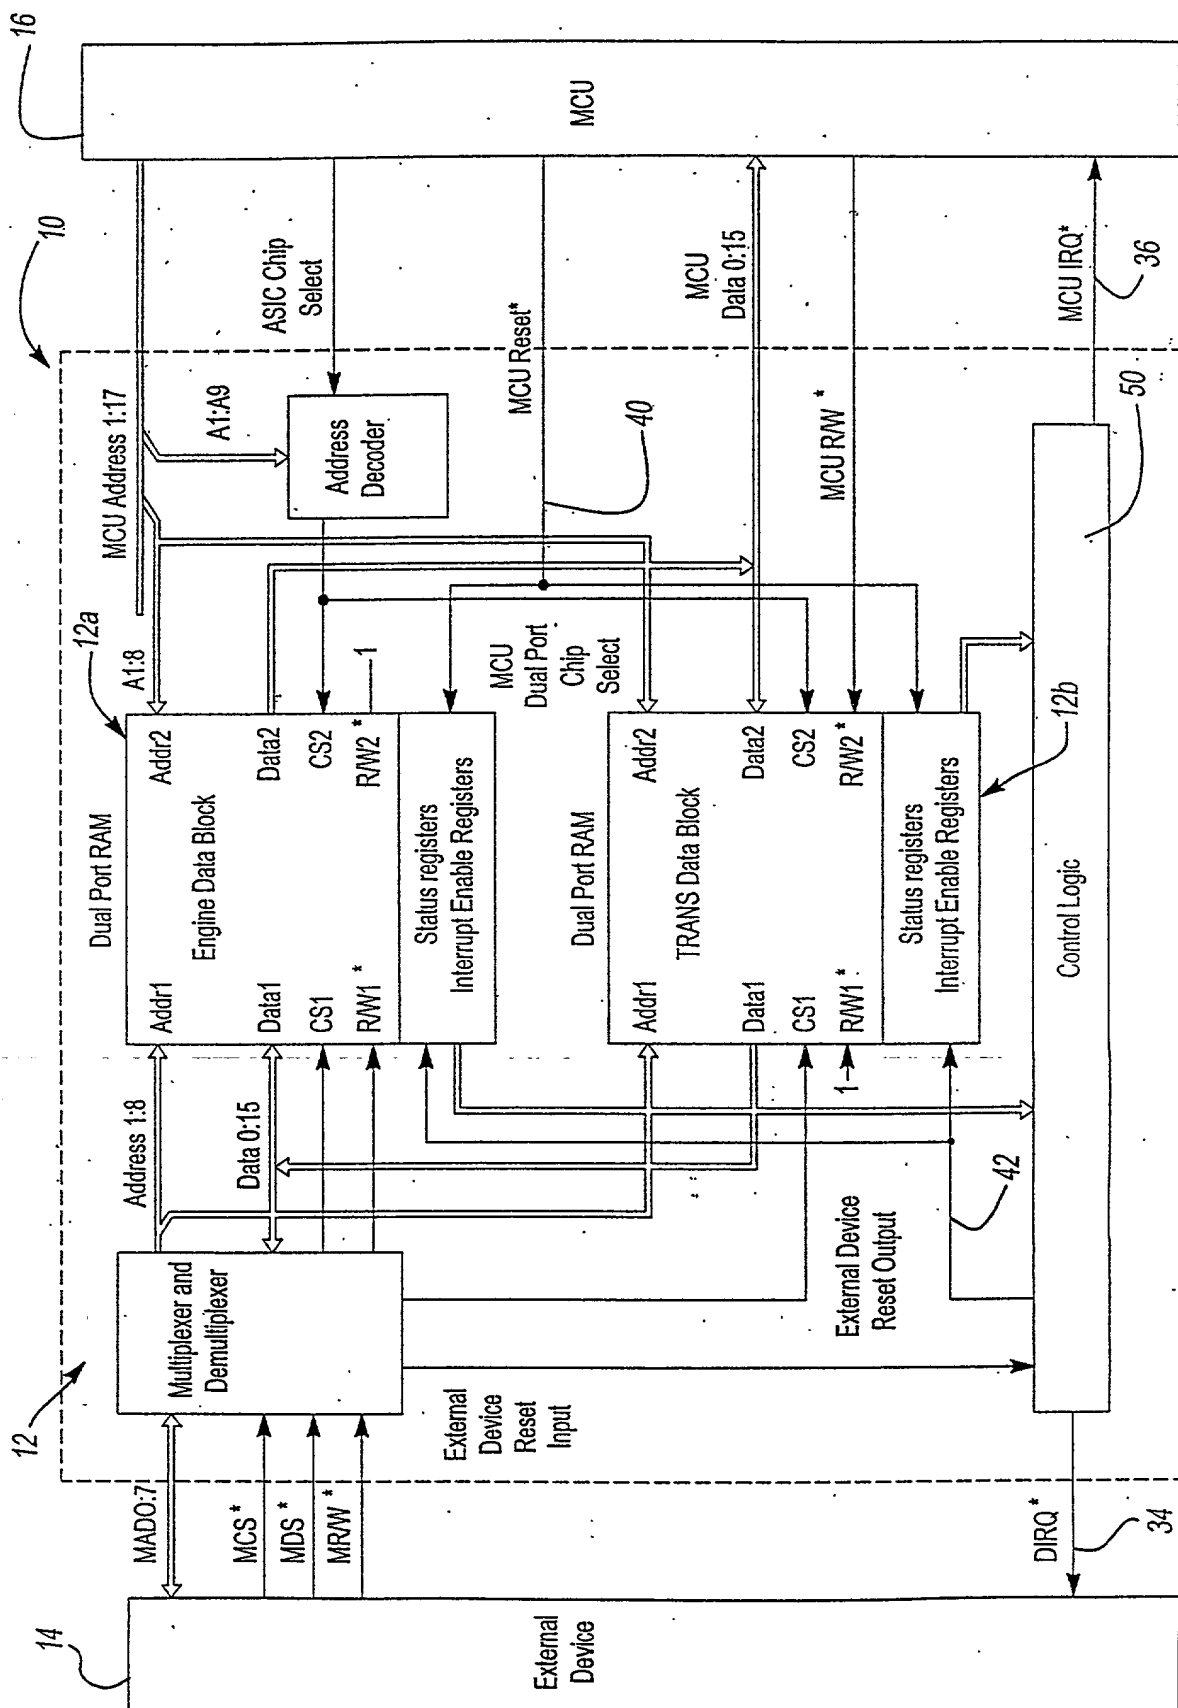 16
MCU
10
MCU Address 1:17
A1:A9
ASIC Chip
Select
MCU Reset*
MCU
Data 0:15
MCU R/W *
MCU IRQ*
36
Address
Decoder
40
50
12a
A1:8
MCU
Dual Port
Chip
Select
1
Dual Port RAM
Engine Data Block
Addr2
Data2
CS2
R/W2 *
Addr1
Data1
CS1
R/W1 *
Status registers
Interrupt Enable Registers
Dual Port RAM
TRANS Data Block
Addr2
Data2
CS2
R/W2 *
Addr1
Data1
CS1
R/W1 *
Status registers
Interrupt Enable Registers
12b
Control Logic
1
Address 1:8
Data 0:15
42
External Device
Reset Output
Multiplexer and
Demultiplexer
12
External
Device
Reset
Input
MADO:7
MCS *
MDS *
MR/W *
DIRQ*
34
14
External
Device